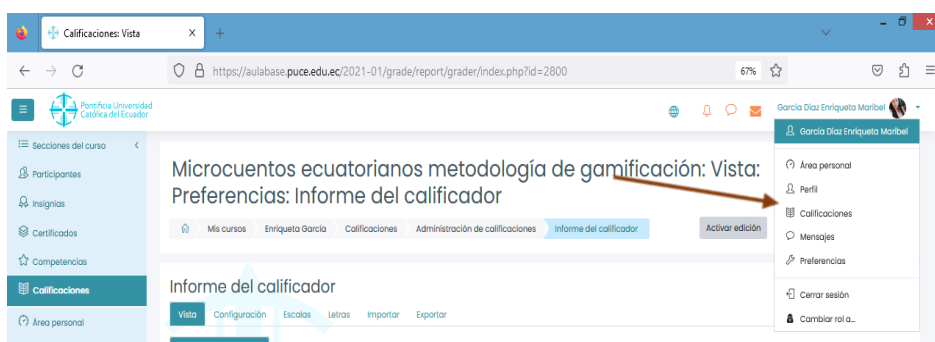 Calificaciones: Vista
https://aulabase.puce.edu.ec/2021-01/grade/report/grader/index.php?id=2800
67%
Pontificia Universidad
Católica del Ecuador
García Díaz Enriqueta Maribel
García Díaz Enriqueta Maribel
Área personal
Perfil
Calificaciones
Mensajes
Preferencias
Cerrar sesión
Cambiar rol a...
Secciones del curso
Participantes
Insignias
Certificados
Competencias
Calificaciones
Área personal
Microcuentos ecuatorianos metodología de gamificación: Vista:
Preferencias: Informe del calificador
Mis cursos Enriqueta García Calificaciones Administración de calificaciones Informe del calificador
Activar edición
Informe del calificador
Vista Configuración Escalas Letras Importar Exportar